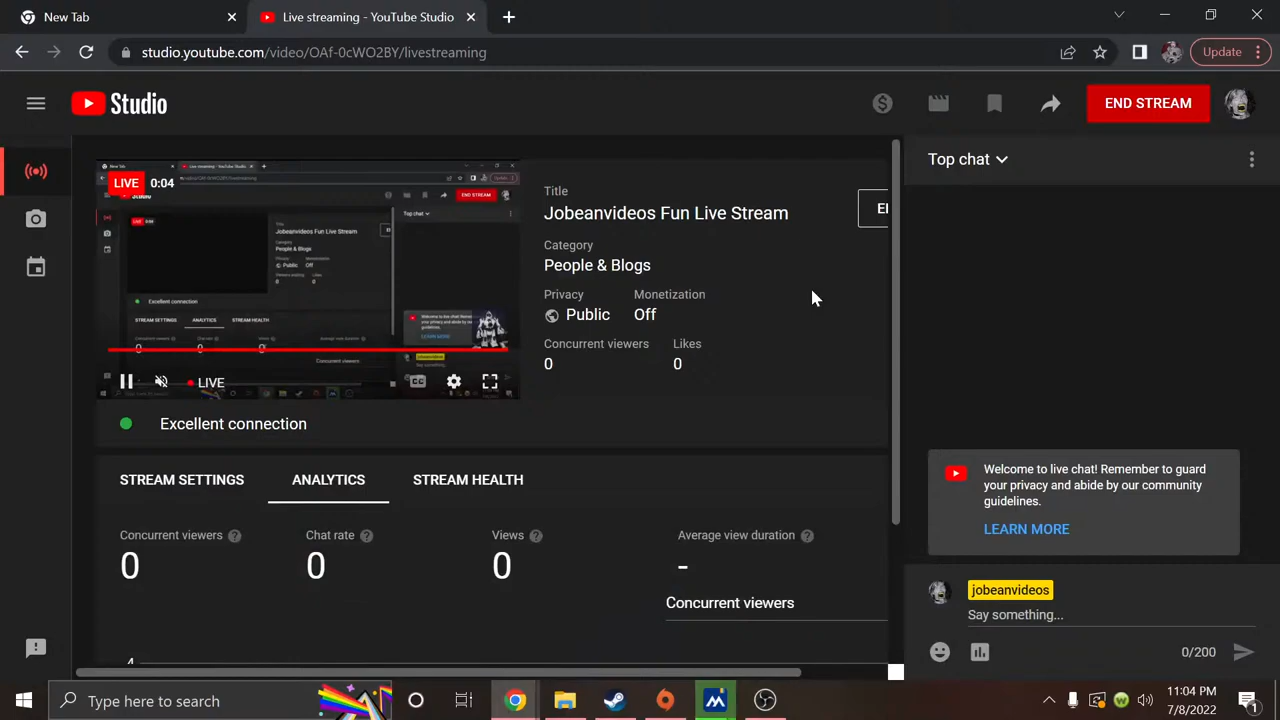 New Tab
Live streaming - YouTube Studio
studio.youtube.com/video/OAf-0cWO2BY/livestreaming
Update
Studio
END STREAM
LIVE 0:04
Title
Jobeanvideos Fun Live Stream
Category
People & Blogs
Privacy
Public
Monetization
Off
Concurrent viewers
0
Likes
0
LIVE
CC
Excellent connection
STREAM SETTINGS
ANALYTICS
STREAM HEALTH
Concurrent viewers
0
Chat rate
0
Views
0
Average view duration
-
Concurrent viewers
4
Top chat
Welcome to live chat! Remember to guard
your privacy and abide by our community
guidelines.
LEARN MORE
jobeanvideos
Say something...
0/200
Type here to search
11:04 PM
7/8/2022
1